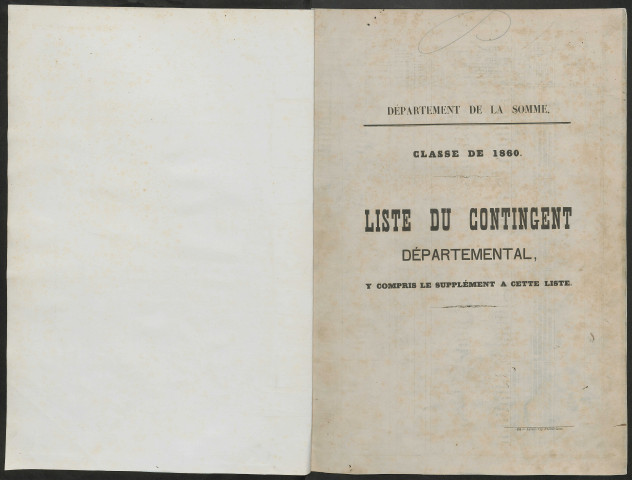 DÉPARTEMENT DE LA SOMME.
CLASSE DE 1860.
LISTE DU CONTINGENT
DÉPARTEMENTAL,
Y COMPRIS LE SUPPLÉMENT A CETTE LISTE.